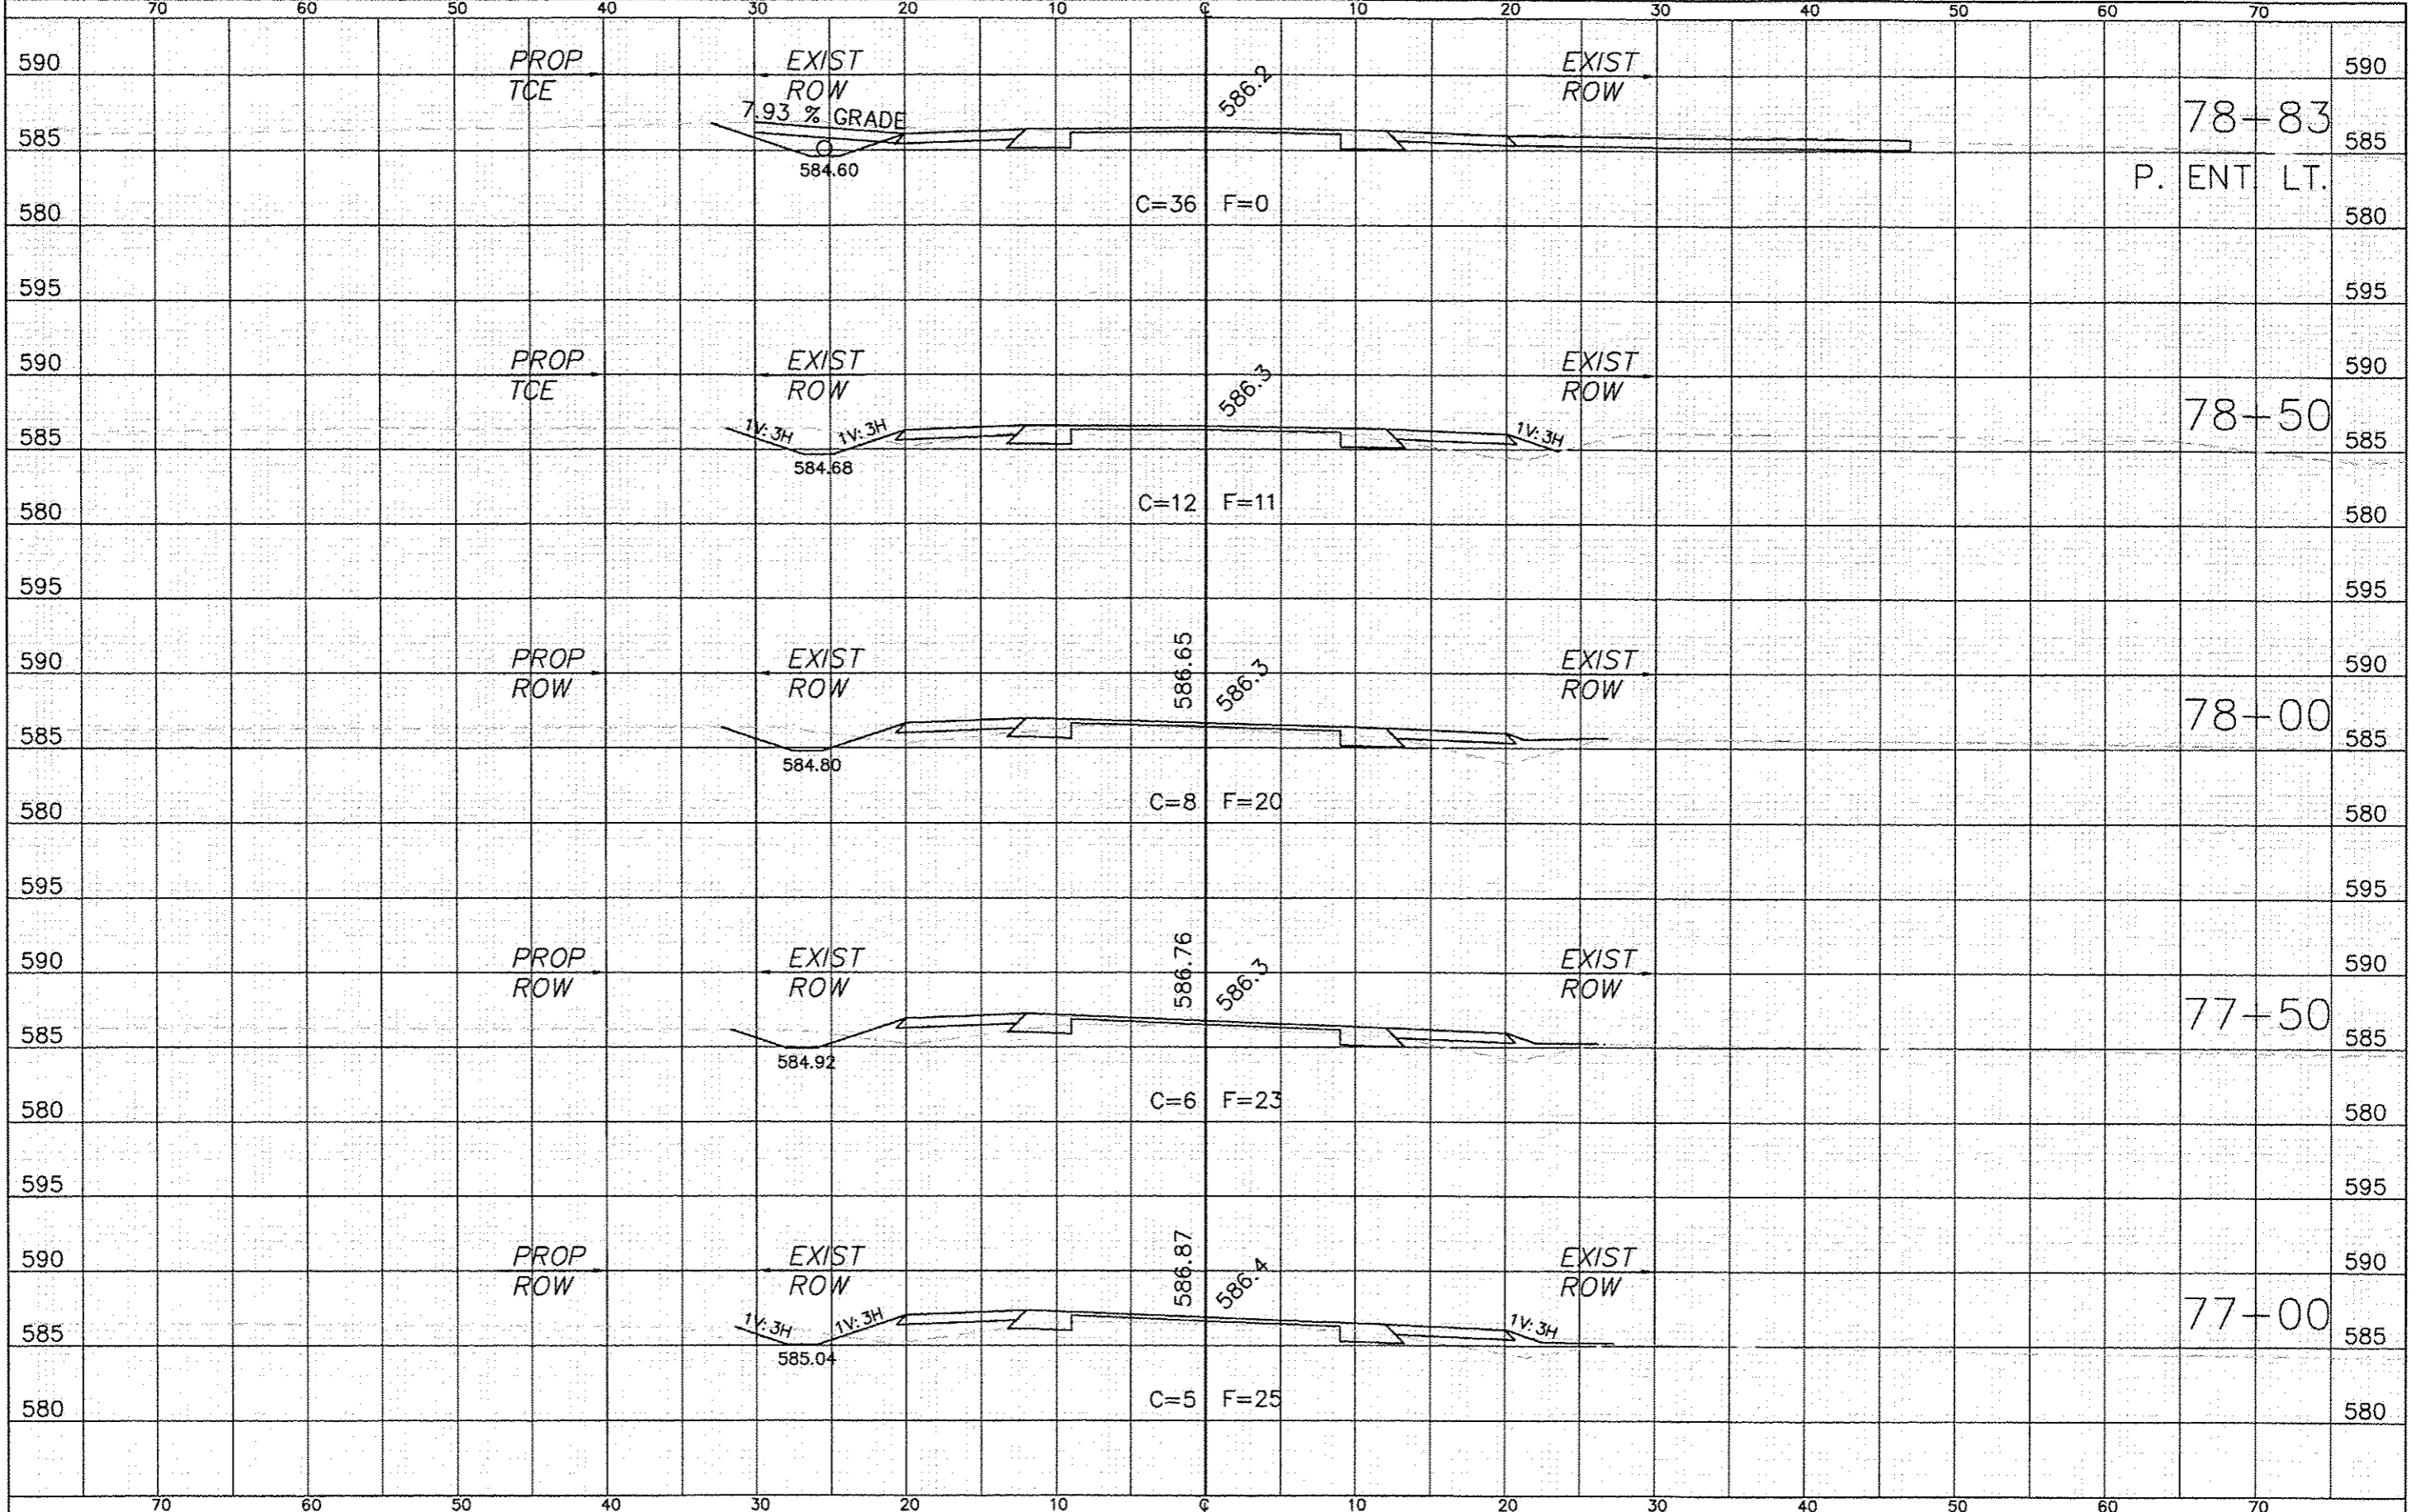 70 60 50 40 30 20 10 ℄ 10 20 30 40 50 60 70
590 PROP EXIST EXIST 590
TCE ROW 586.2 ROW
7.93 % GRADE 78+83
585 585
584.60
P. ENT. LT.
580 C=36 F=0 580
595 595
590 PROP EXIST EXIST 590
TCE ROW 586.3 ROW
78+50
585 1V:3H 1V:3H 1V:3H 585
584.68
580 C=12 F=11 580
595 595
590 PROP EXIST 586.65 EXIST 590
ROW ROW 586.3 ROW
78+00
585 585
584.80
580 C=8 F=20 580
595 595
590 PROP EXIST 586.76 EXIST 590
ROW ROW 586.3 ROW
77+50
585 585
584.92
580 C=6 F=23 580
595 595
590 PROP EXIST 586.87 EXIST 590
ROW ROW 586.4 ROW
77+00
585 1V:3H 1V:3H 1V:3H 585
585.04
580 C=5 F=25 580
70 60 50 40 30 20 10 ℄ 10 20 30 40 50 60 70